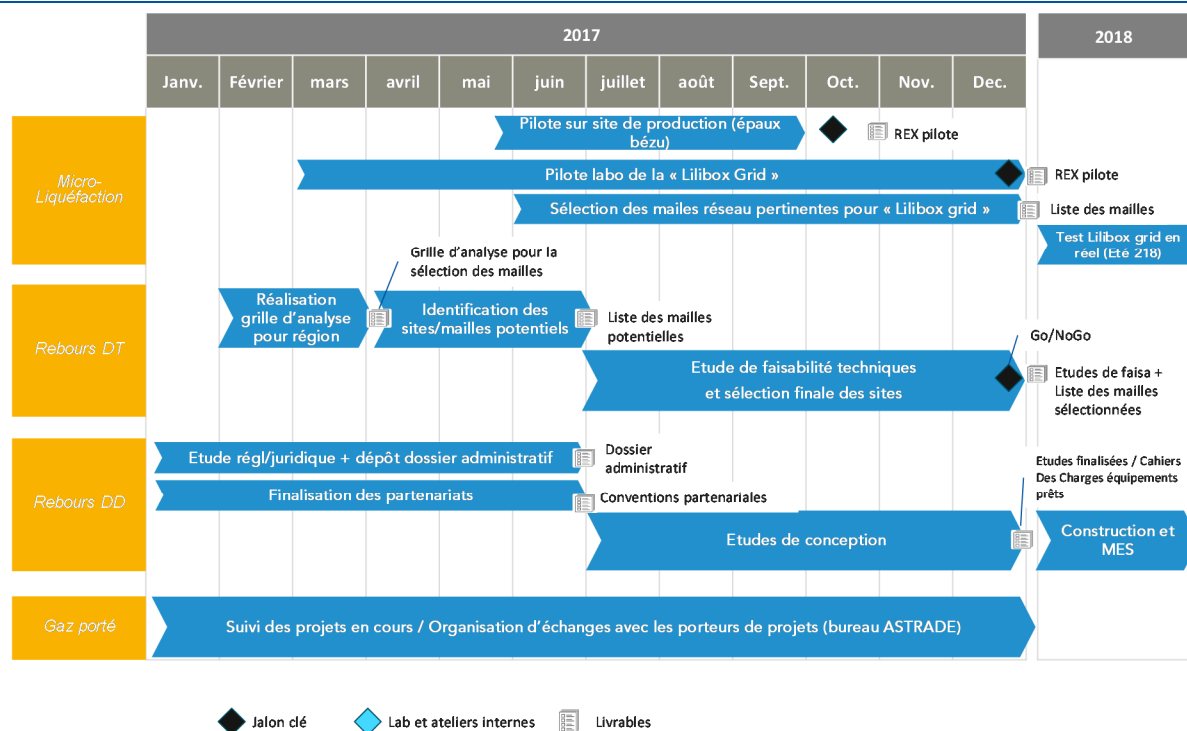 2017
2018
Janv.
Février
mars
avril
mai
juin
juillet
août
Sept.
Oct.
Nov.
Dec.
Micro-
Liquéfaction
Pilote sur site de production (épaux
bézu)
REX pilote
Pilote labo de la « Lilibox Grid »
REX pilote
Sélection des mailes réseau pertinentes pour « Lilibox grid »
Liste des mailles
Test Lilibox grid en
réel (Eté 218)
Grille d’analyse pour la
sélection des mailles
Rebours DT
Réalisation
grille d’analyse
pour région
Identification des
sites/mailles potentiels
Liste des mailles
potentielles
Go/NoGo
Etude de faisabilité techniques
et sélection finale des sites
Etudes de faisa +
Liste des mailles
sélectionnées
Rebours DD
Etude régl/juridique + dépôt dossier administratif
Dossier
administratif
Finalisation des partenariats
Conventions partenariales
Etudes finalisées / Cahiers
Des Charges équipements
prêts
Etudes de conception
Construction et
MES
Gaz porté
Suivi des projets en cours / Organisation d’échanges avec les porteurs de projets (bureau ASTRADE)
Jalon clé
Lab et ateliers internes
Livrables